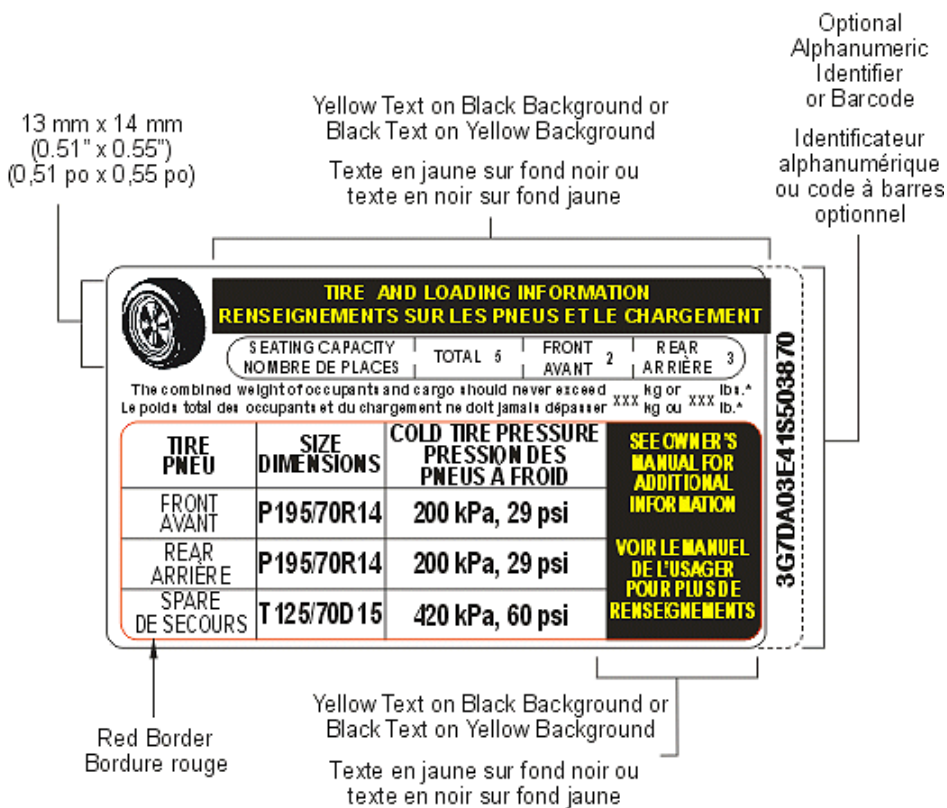 Optional
Alphanumeric
Identifier
or Barcode
Identificateur
alphanumérique
ou code à barres
optionnel
Yellow Text on Black Background or
Black Text on Yellow Background
Texte en jaune sur fond noir ou
texte en noir sur fond jaune
13 mm x 14 mm
(0.51" x 0.55")
(0,51 po x 0,55 po)
TIRE AND LOADING INFORMATION
RENSEIGNEMENTS SUR LES PNEUS ET LE CHARGEMENT
SEATING CAPACITY
NOMBRE DE PLACES
TOTAL 5
FRONT
AVANT 2
REAR
ARRIÈRE 3
The combined weight of occupants and cargo should never exceed xxx kg or xxx lbs.*
Le poids total des occupants et du chargement ne doit jamais dépasser xxx kg ou xxx lb.*
TIRE
PNEU
SIZE
DIMENSIONS
COLD TIRE PRESSURE
PRESSION DES
PNEUS À FROID
FRONT
AVANT
P195/70R14
200 kPa, 29 psi
REAR
ARRIÈRE
P195/70R14
200 kPa, 29 psi
SPARE
DE SECOURS
T125/70D15
420 kPa, 60 psi
SEE OWNER'S
MANUAL FOR
ADDITIONAL
INFORMATION
VOIR LE MANUEL
DE L'USAGER
POUR PLUS DE
RENSEIGNEMENTS
3G7DA03E41S503870
Red Border
Bordure rouge
Yellow Text on Black Background or
Black Text on Yellow Background
Texte en jaune sur fond noir ou
texte en noir sur fond jaune